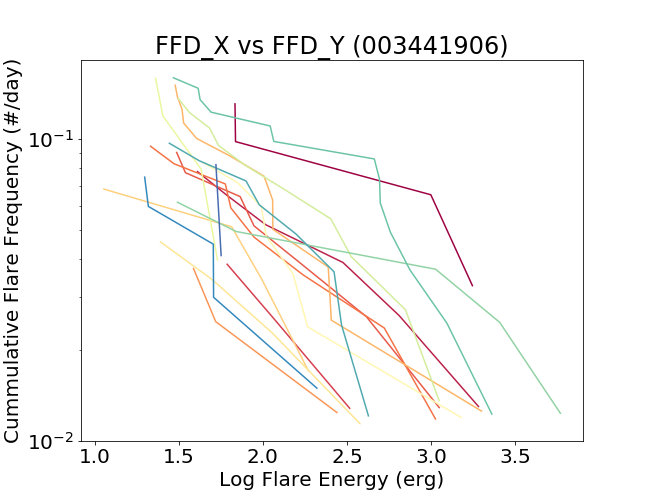 FFD_X vs FFD_Y (003441906)
Cummulative Flare Frequency (#/day)
10⁻¹
10⁻²
1.0 1.5 2.0 2.5 3.0 3.5
Log Flare Energy (erg)